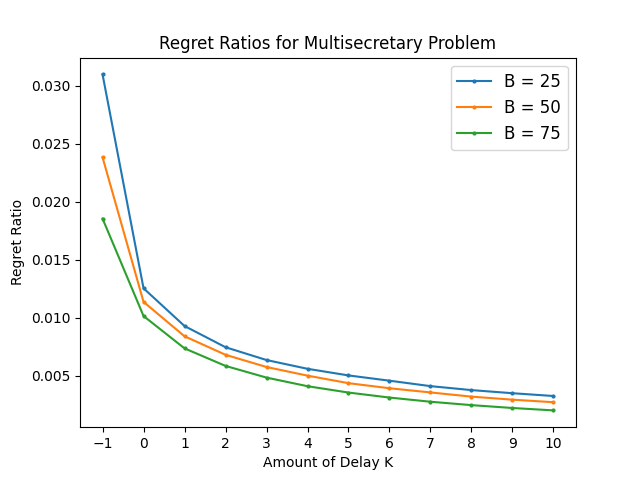 Regret Ratios for Multisecretary Problem
B = 25
B = 50
B = 75
0.030
0.025
0.020
0.015
0.010
0.005
Regret Ratio
−1 0 1 2 3 4 5 6 7 8 9 10
Amount of Delay K